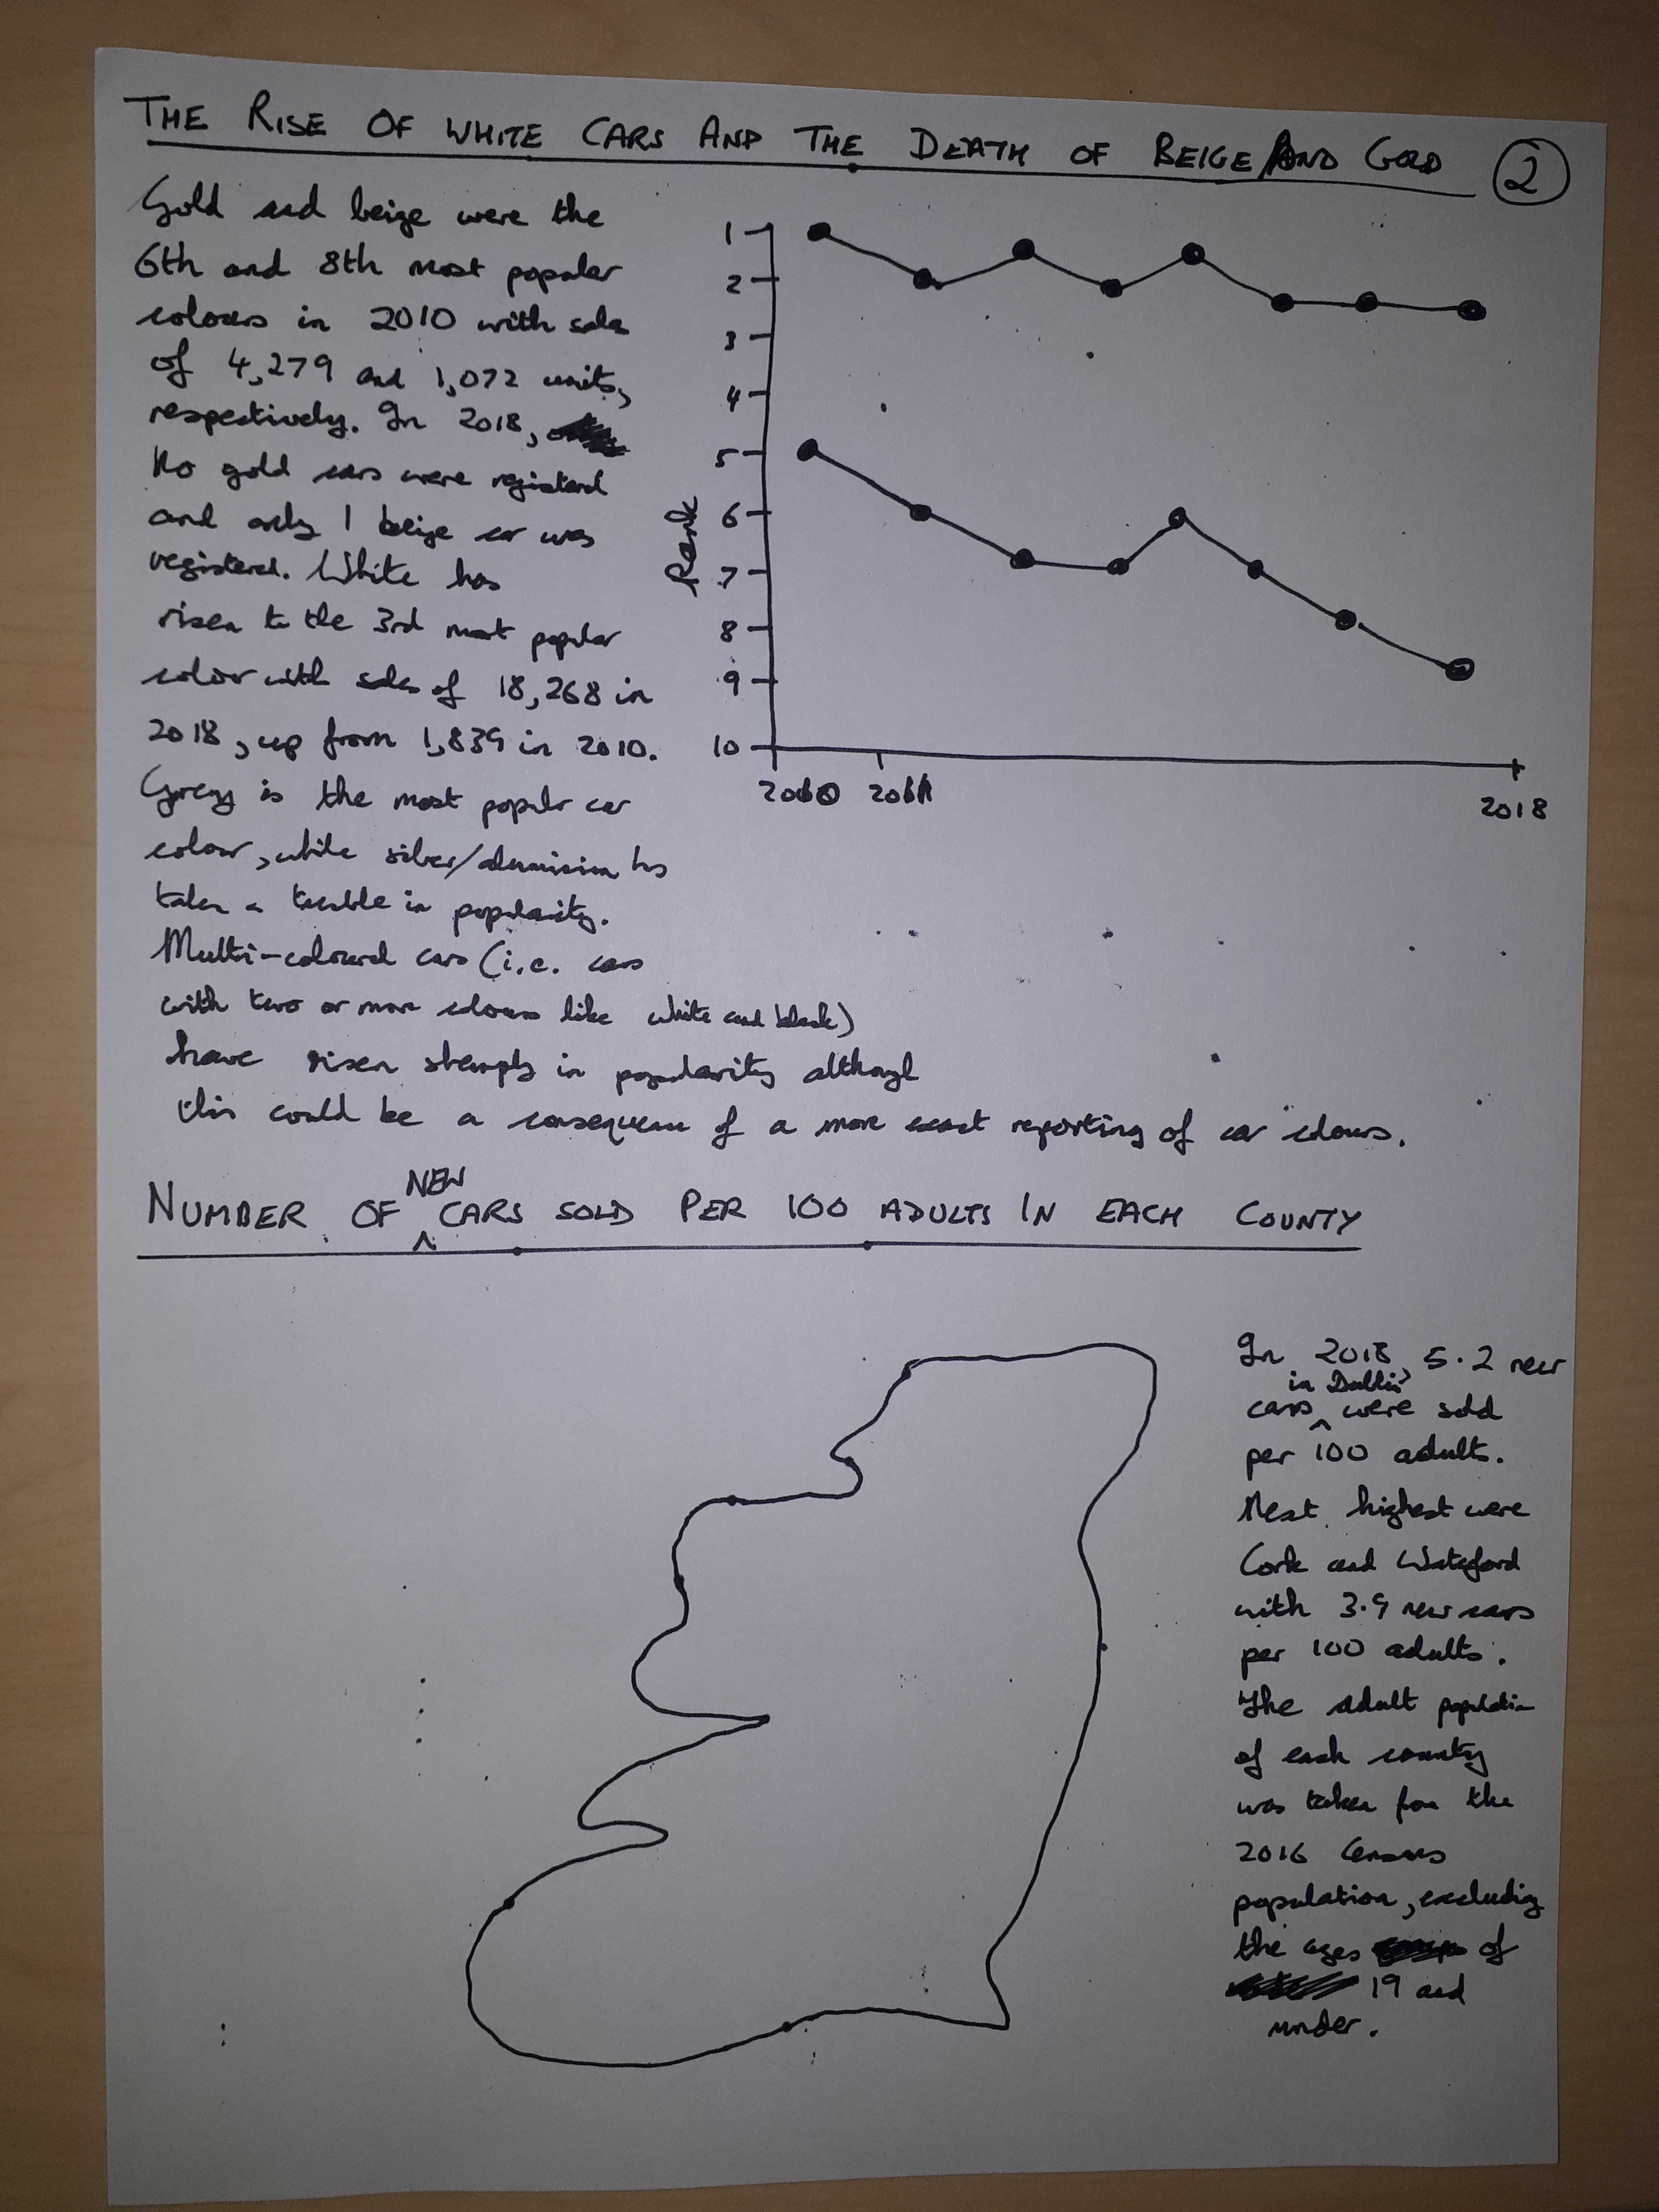 THE RISE OF WHITE CARS AND THE DEATH OF BEIGE AND GOLD 2
Gold and beige were the
6th and 8th most popular
colours in 2010 with sales
of 4,279 and 1,072 units,
respectively. In 2018,
No gold cars were registered
and only 1 beige car was
registered. White has
risen to the 3rd most popular
color with sales of 18,268 in
2018, up from 1,839 in 2010.
Grey is the most popular car
colour, while silver/aluminium has
taken a tumble in popularity.
Multi-coloured cars (i.e. cars
with two or more colours like white and black)
have risen sharply in popularity although
this could be a consequence of a more exact reporting of car colours.
1
2
3
4
5
6
7
8
9
10
Rank
2018
NUMBER OF NEW CARS SOLD PER 100 ADULTS IN EACH COUNTY
In 2018, 5.2 new
cars in Dublin were sold
per 100 adults.
Next highest were
Cork and Waterford
with 3.9 new cars
per 100 adults.
The adult population
of each county
was taken from the
2016 Census
population, excluding
the ages of
19 and
under.